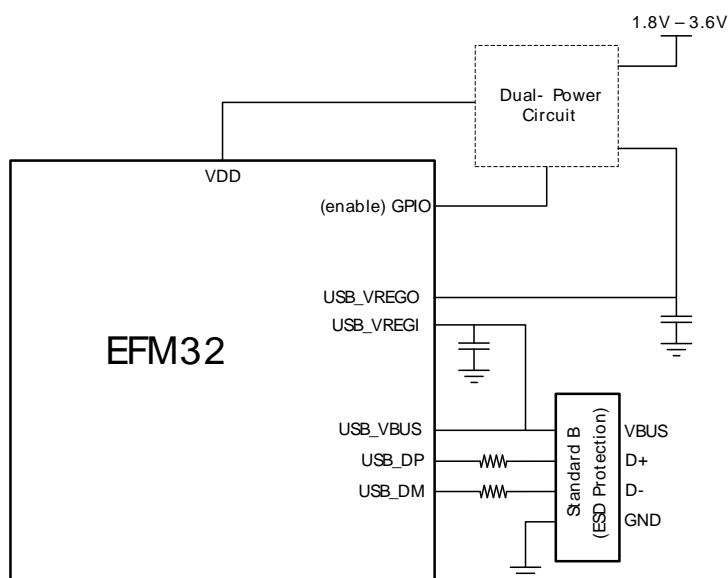 1.8V – 3.6V
Dual- Power
Circuit
VDD
(enable) GPIO
USB_VREGO
USB_VREGI
EFM32
USB_VBUS
USB_DP
USB_DM
Standard B
(ESD Protection)
VBUS
D+
D-
GND